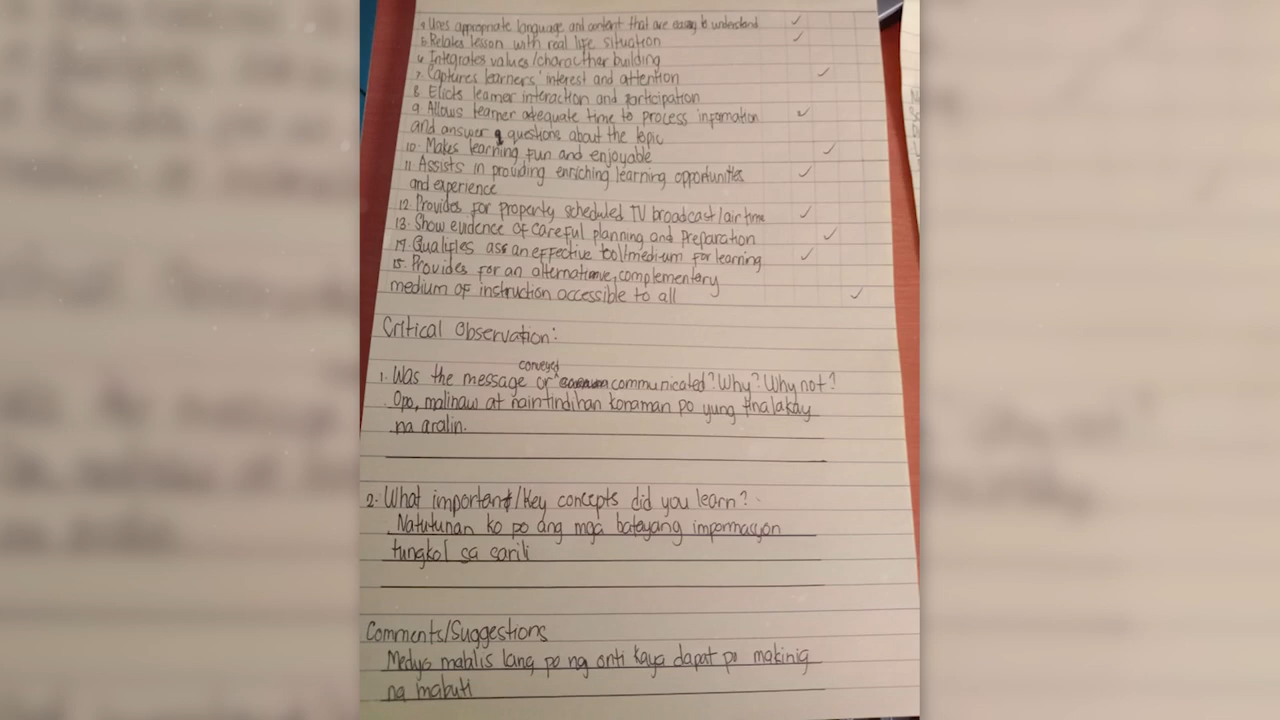 4. Uses appropriate language and content that are easy to understand
5. Relates lesson with real life situation
6. Integrates values/characther building
7. Captures learners' interest and attention
8. Elicts learner interaction and participation
9. Allows learner adequate time to process information
and answer questions about the topic
10. Makes learning fun and enjoyable
11. Assists in providing enriching learning opportunities
and experience
12. Provides for property scheduled TV broadcast/air time
13. Show evidence of careful planning and Preparation
14. Qualifies as an effective tool/medium for learning
15. Provides for an alternative, complementery
medium of instruction accessible to all
Critical Observation:
conveyed
1. Was the message or communicated? Why? Why not?
Opo, malinaw at naintindihan konaman po yung tinalakay
na aralin.
2. What important/Key concepts did you learn?
Natutunan ko po ang mga batayang impormasyon
tungkol sa sarili
Comments/Suggestions
Medyo mabilis lang po ng onti kaya dapat po makinig
na mabuti